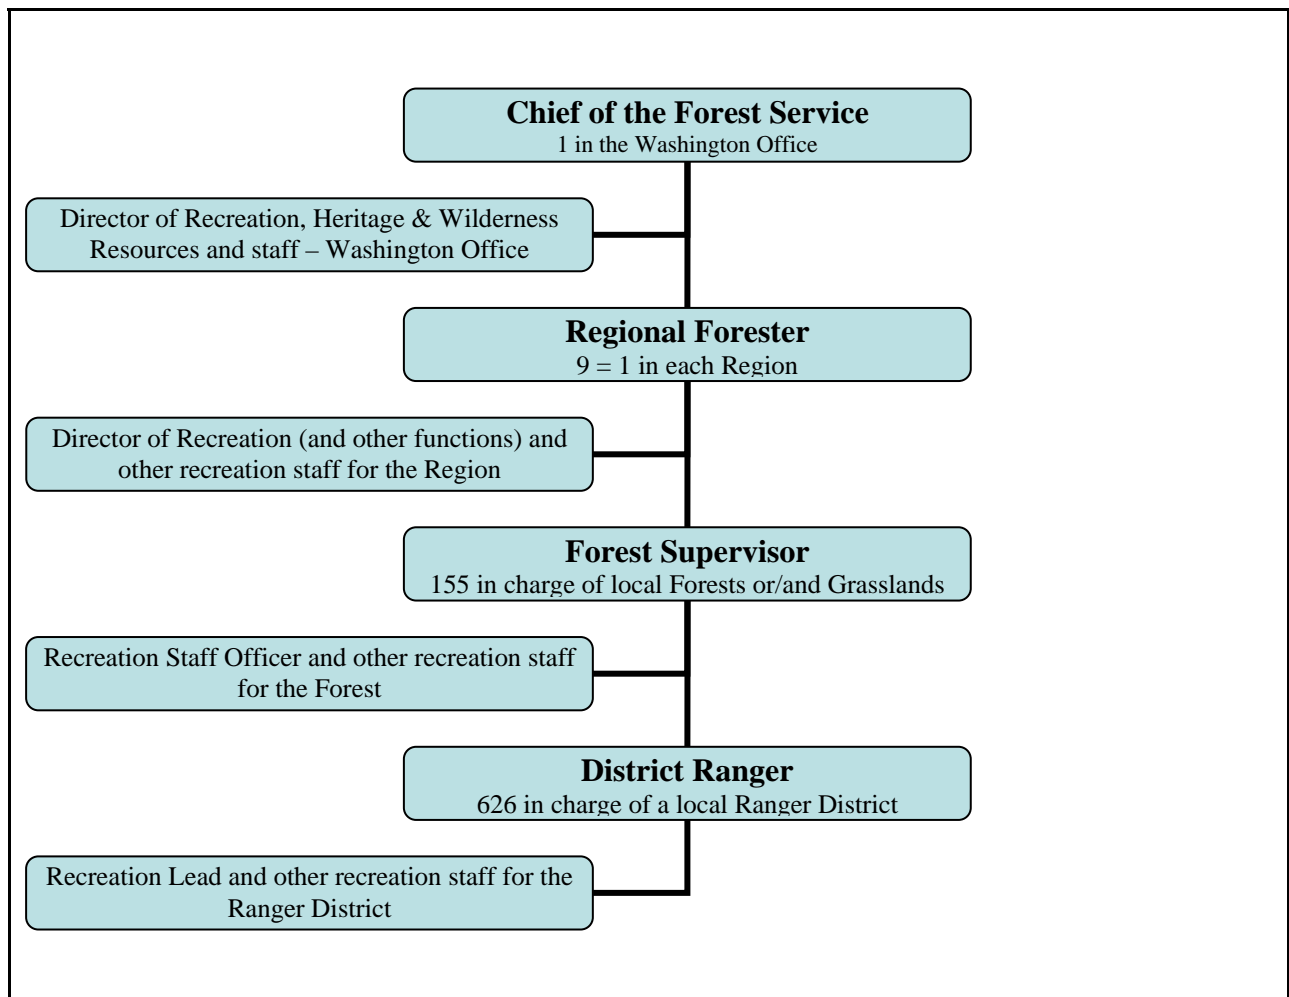 Chief of the Forest Service
1 in the Washington Office
Director of Recreation, Heritage & Wilderness
Resources and staff – Washington Office
Regional Forester
9 = 1 in each Region
Director of Recreation (and other functions) and
other recreation staff for the Region
Forest Supervisor
155 in charge of local Forests or/and Grasslands
Recreation Staff Officer and other recreation staff
for the Forest
District Ranger
626 in charge of a local Ranger District
Recreation Lead and other recreation staff for the
Ranger District